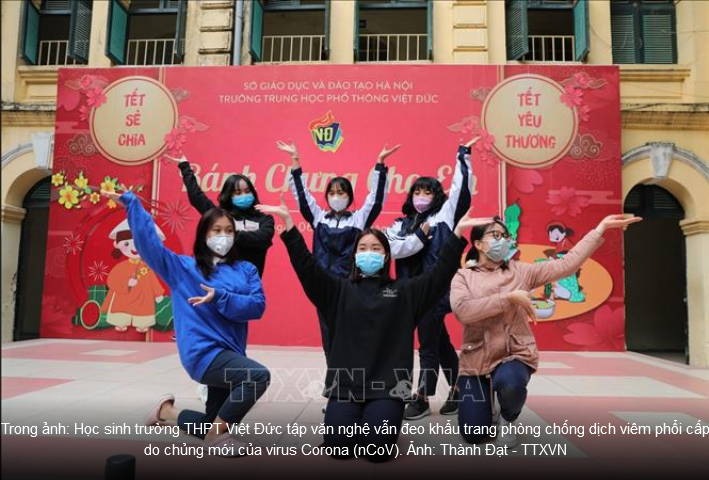 SỞ GIÁO DỤC VÀ ĐÀO TẠO HÀ NỘI
TRƯỜNG TRUNG HỌC PHỔ THÔNG VIỆT ĐỨC
TẾT
SẺ
CHIA
VĐ
TẾT
YÊU
THƯƠNG
Bánh Chưng Cho Em
TTXVN - VNA
Trong ảnh: Học sinh trường THPT Việt Đức tập văn nghệ vẫn đeo khẩu trang phòng chống dịch viêm phổi cấp
do chủng mới của virus Corona (nCoV). Ảnh: Thành Đạt - TTXVN